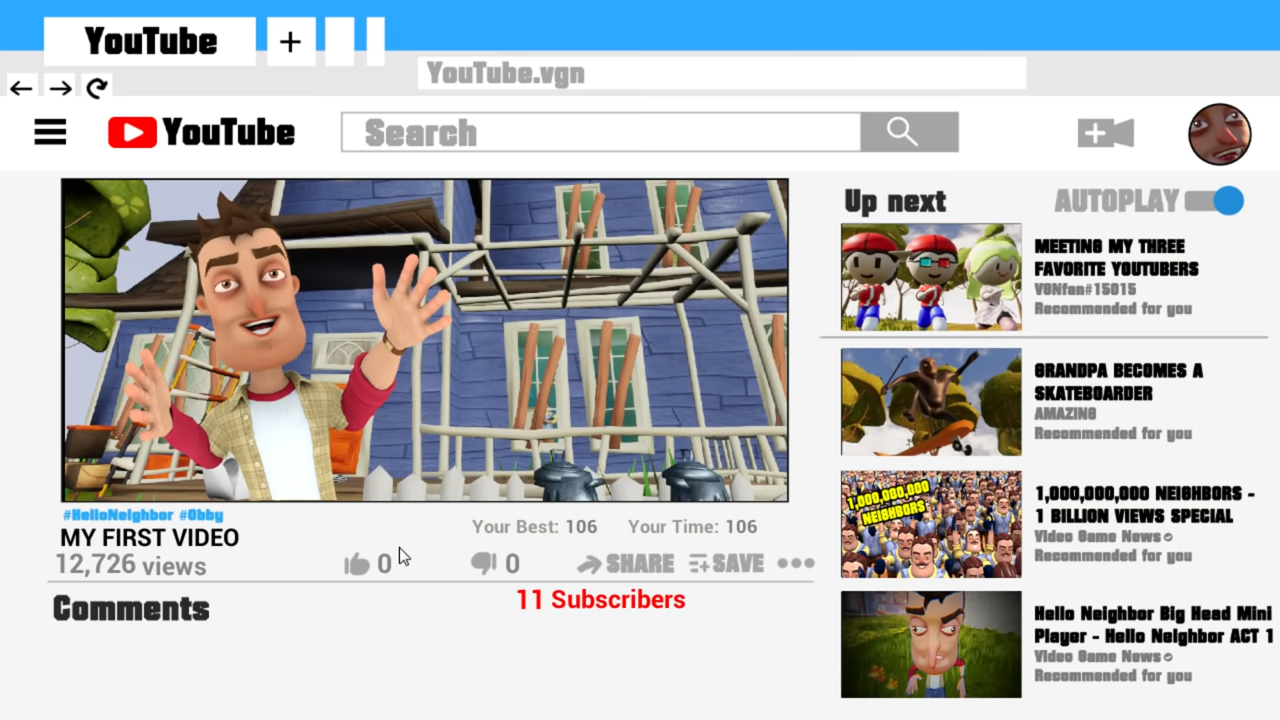 YouTube
+
YouTube.vgn
YouTube
Search
Up next
AUTOPLAY
MEETING MY THREE
FAVORITE YOUTUBERS
VGNfan#15015
Recommended for you
GRANDPA BECOMES A
SKATEBOARDER
AMAZING
Recommended for you
1,000,000,000
NEIGHBORS
1,000,000,000 NEIGHBORS -
1 BILLION VIEWS SPECIAL
Video Game News
Recommended for you
Hello Neighbor Big Head Mini
Player - Hello Neighbor ACT 1
Video Game News
Recommended for you
#HelloNeighbor #Obby
MY FIRST VIDEO
Your Best: 106 Your Time: 106
12,726 views
0
0
SHARE
SAVE
11 Subscribers
Comments